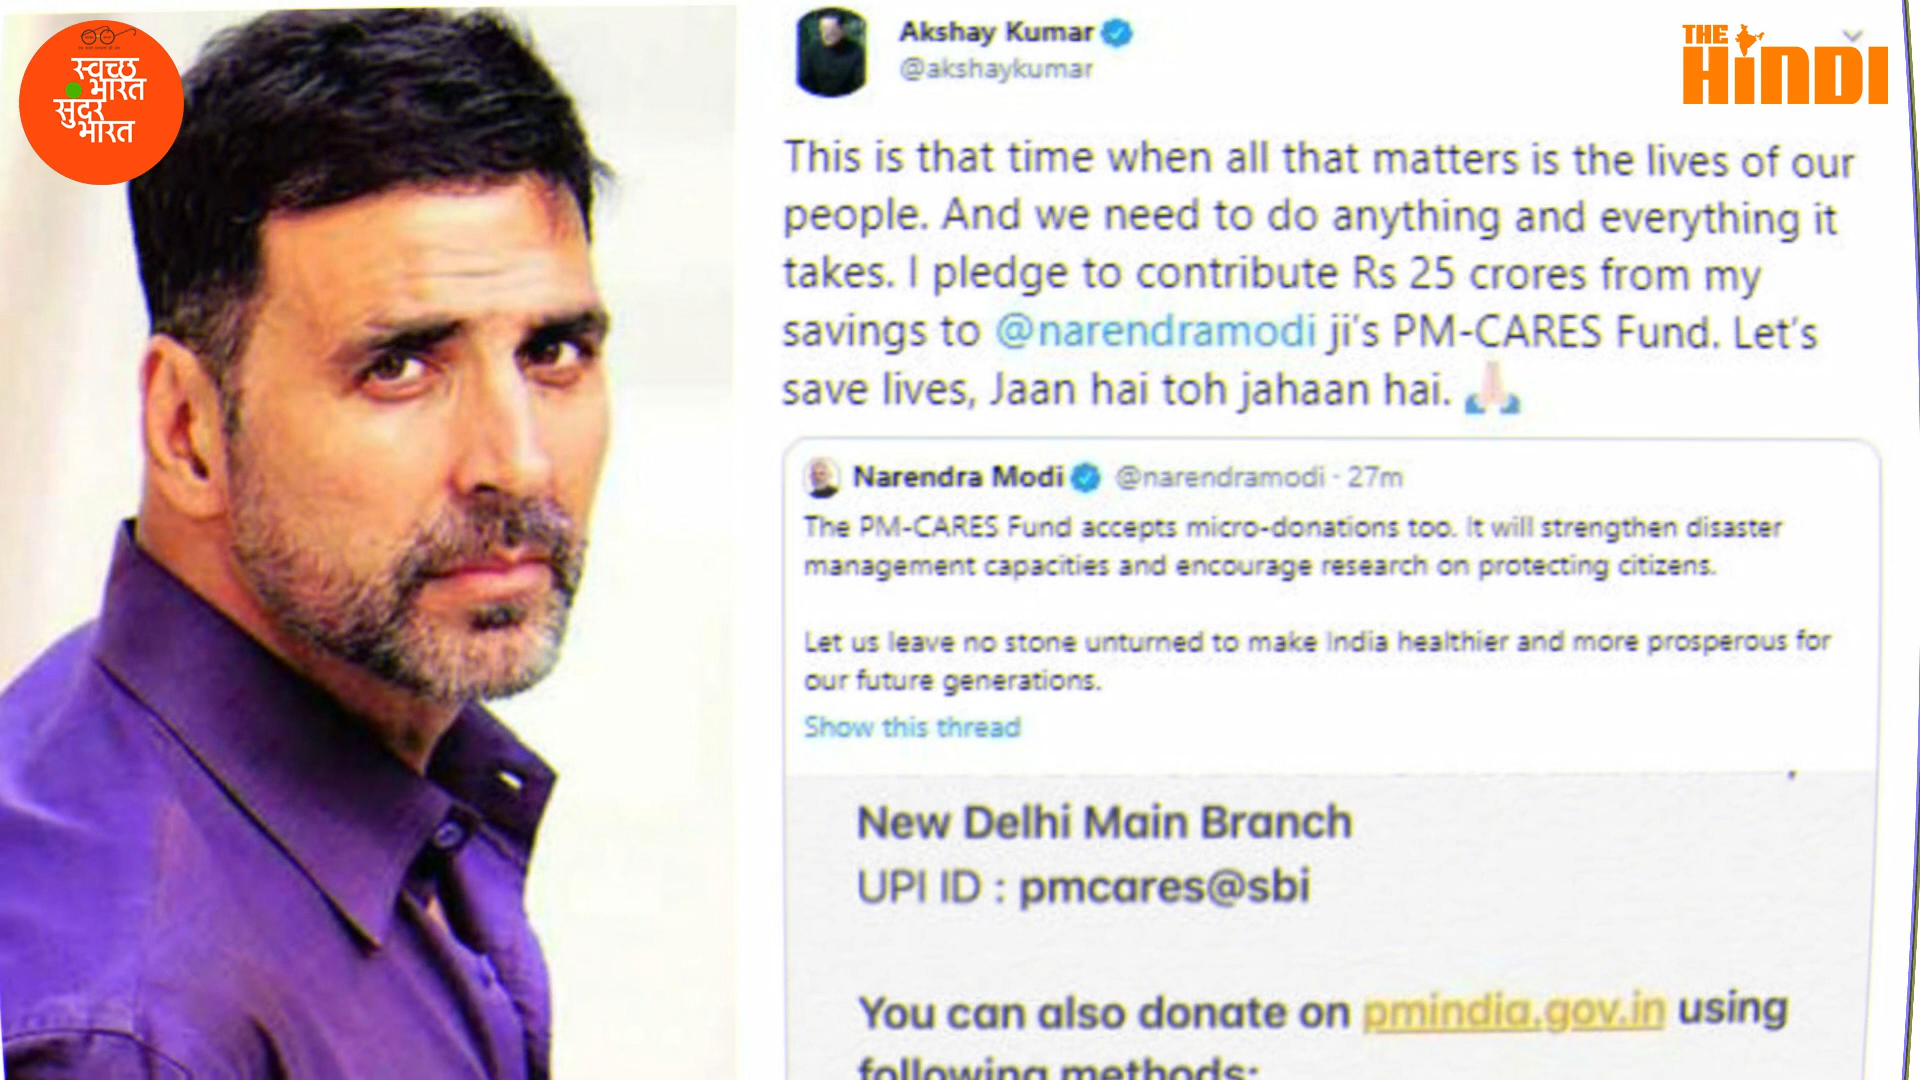 स्वच्छ
भारत
सुंदर
भारत
THE
HINDI
Akshay Kumar
@akshaykumar
This is that time when all that matters is the lives of our
people. And we need to do anything and everything it
takes. I pledge to contribute Rs 25 crores from my
savings to @narendramodi ji's PM-CARES Fund. Let's
save lives, Jaan hai toh jahaan hai. 🙏🏻
Narendra Modi @narendramodi · 27m
The PM-CARES Fund accepts micro-donations too. It will strengthen disaster
management capacities and encourage research on protecting citizens.
Let us leave no stone unturned to make India healthier and more prosperous for
our future generations.
Show this thread
New Delhi Main Branch
UPI ID : pmcares@sbi
You can also donate on pmindia.gov.in using
following methods: